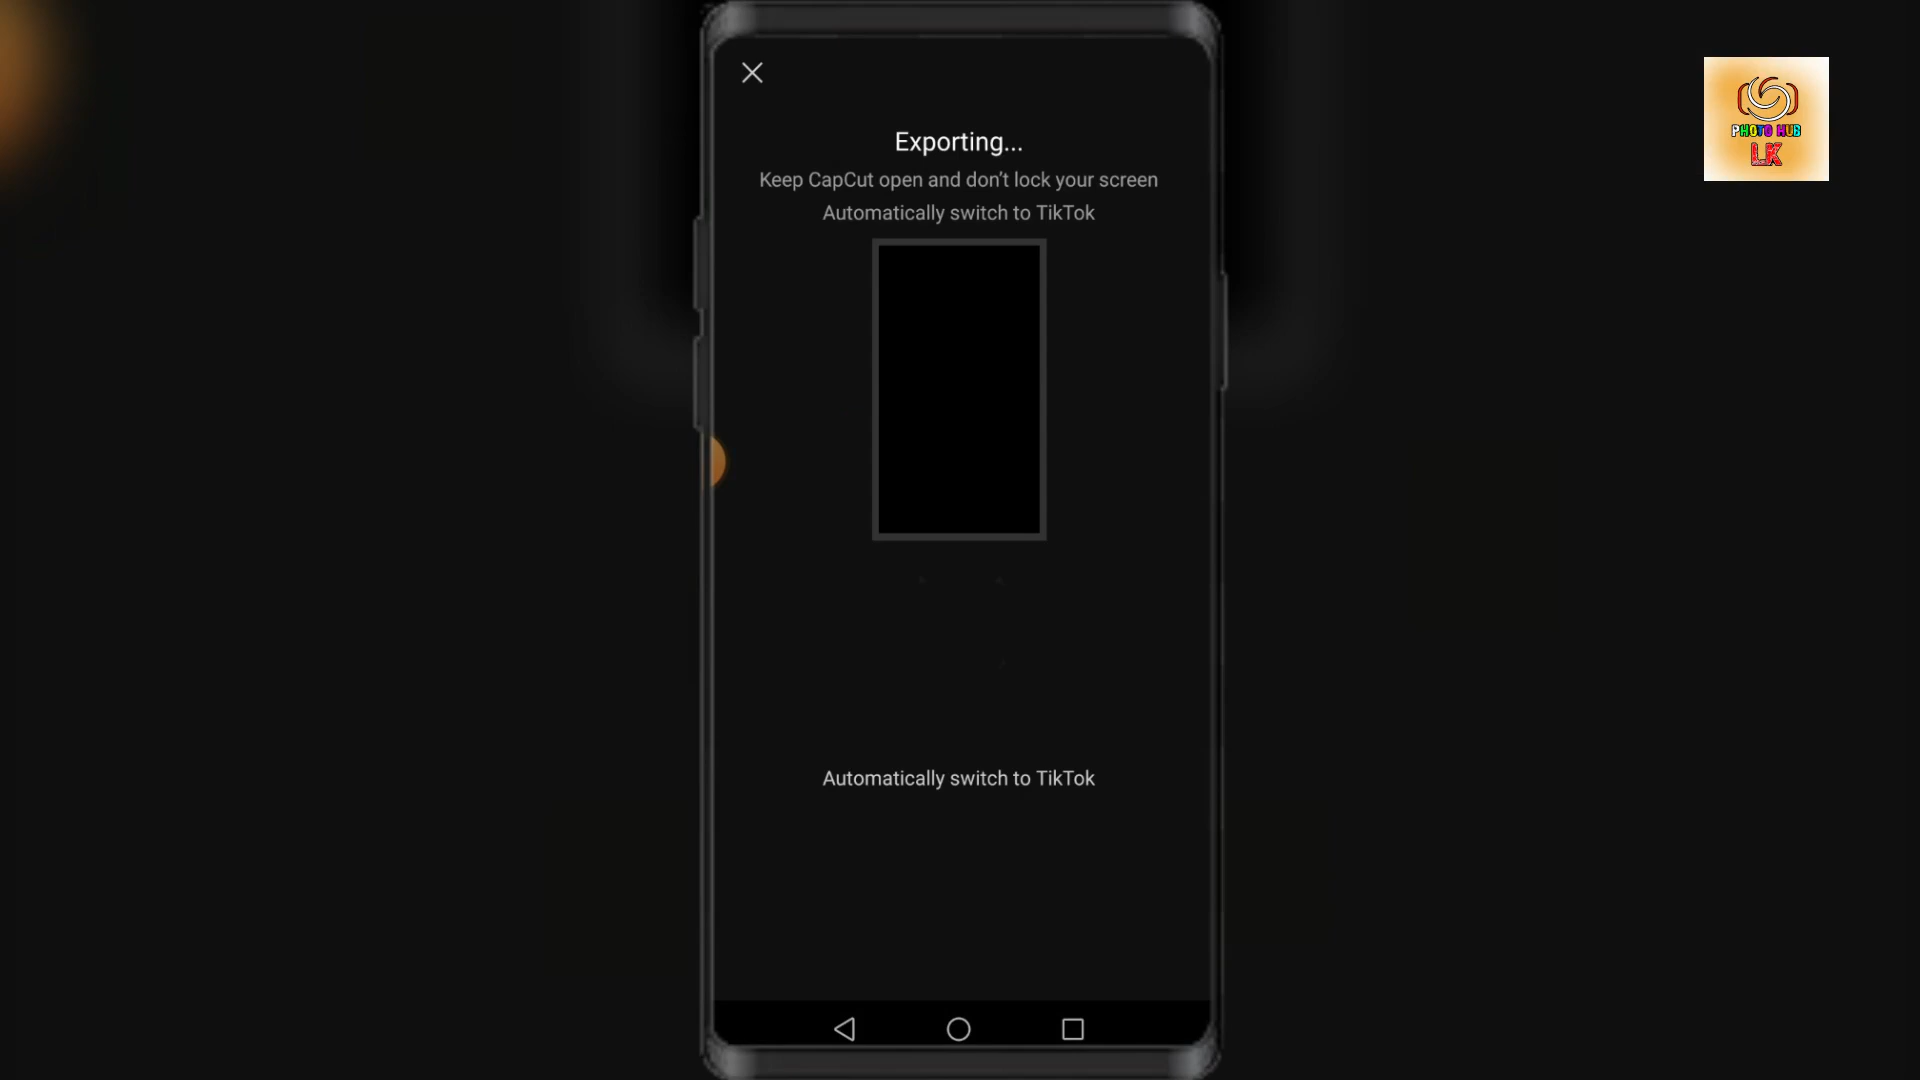 Exporting...
Keep CapCut open and don't lock your screen
Automatically switch to TikTok
Automatically switch to TikTok
PHOTO HUB
LK